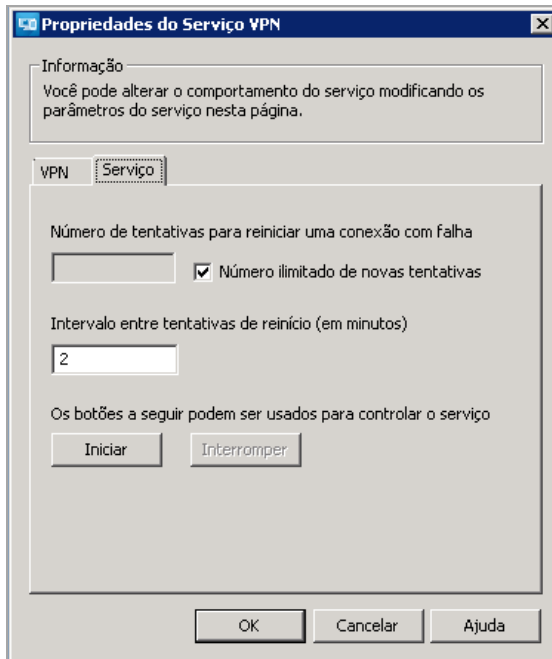 Propriedades do Serviço VPN
Informação
Você pode alterar o comportamento do serviço modificando os
parâmetros do serviço nesta página.
VPN Serviço
Número de tentativas para reiniciar uma conexão com falha
Número ilimitado de novas tentativas
Intervalo entre tentativas de reinício (em minutos)
2
Os botões a seguir podem ser usados para controlar o serviço
Iniciar Interromper
OK Cancelar Ajuda